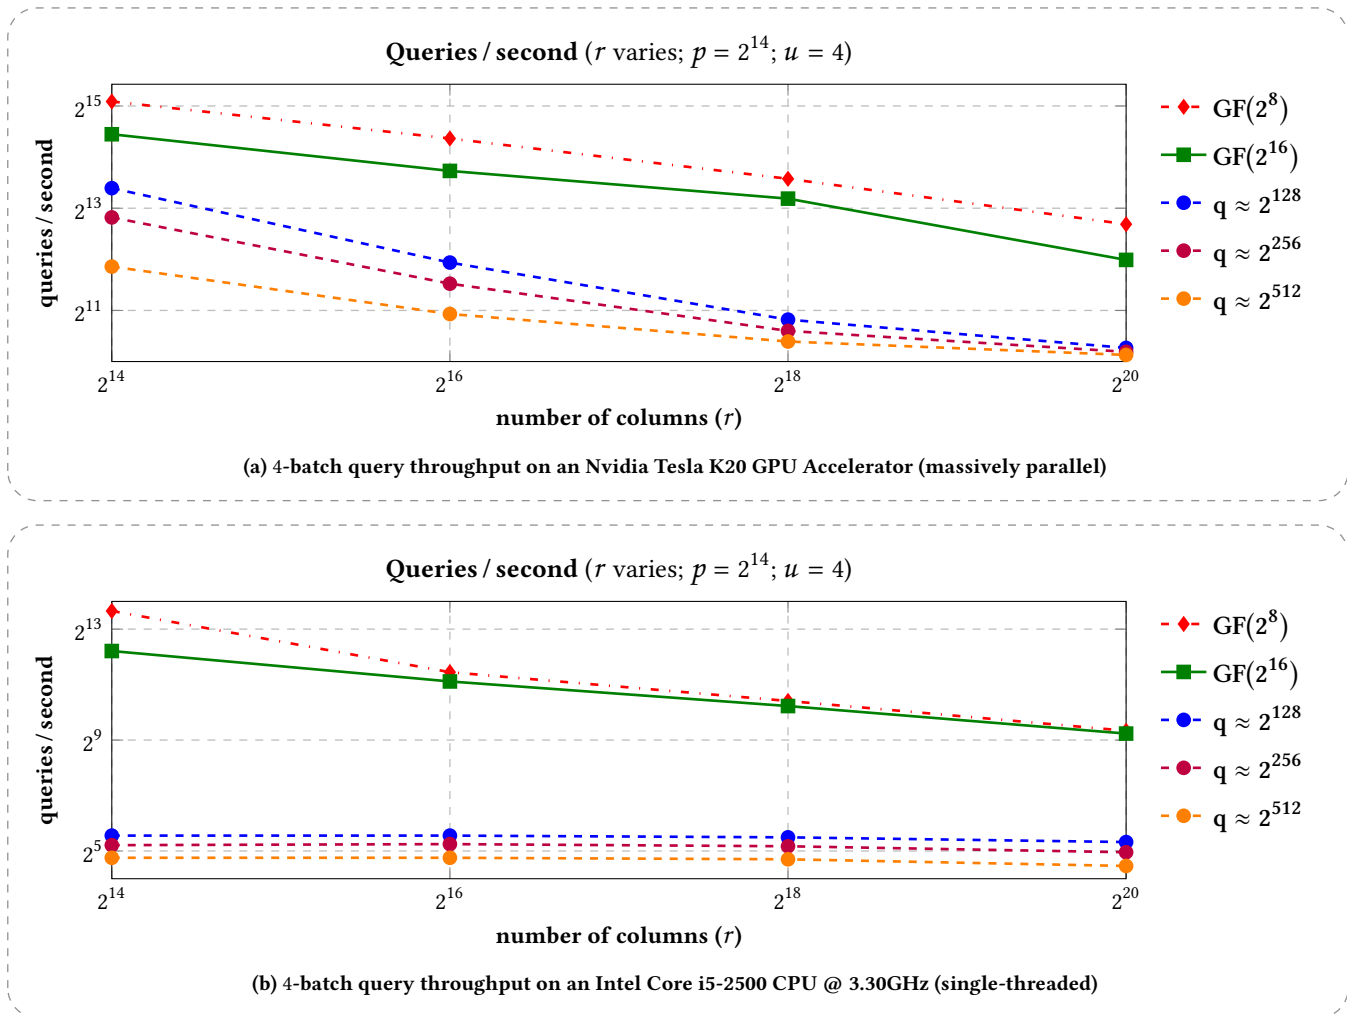 Queries / second (r varies; p = 2^14; u = 4)
2^15
2^13
2^11
queries / second
2^14 2^16 2^18 2^20
number of columns (r)
GF(2^8)
GF(2^16)
q ≈ 2^128
q ≈ 2^256
q ≈ 2^512
(a) 4-batch query throughput on an Nvidia Tesla K20 GPU Accelerator (massively parallel)
Queries / second (r varies; p = 2^14; u = 4)
2^13
2^9
2^5
queries / second
2^14 2^16 2^18 2^20
number of columns (r)
GF(2^8)
GF(2^16)
q ≈ 2^128
q ≈ 2^256
q ≈ 2^512
(b) 4-batch query throughput on an Intel Core i5-2500 CPU @ 3.30GHz (single-threaded)